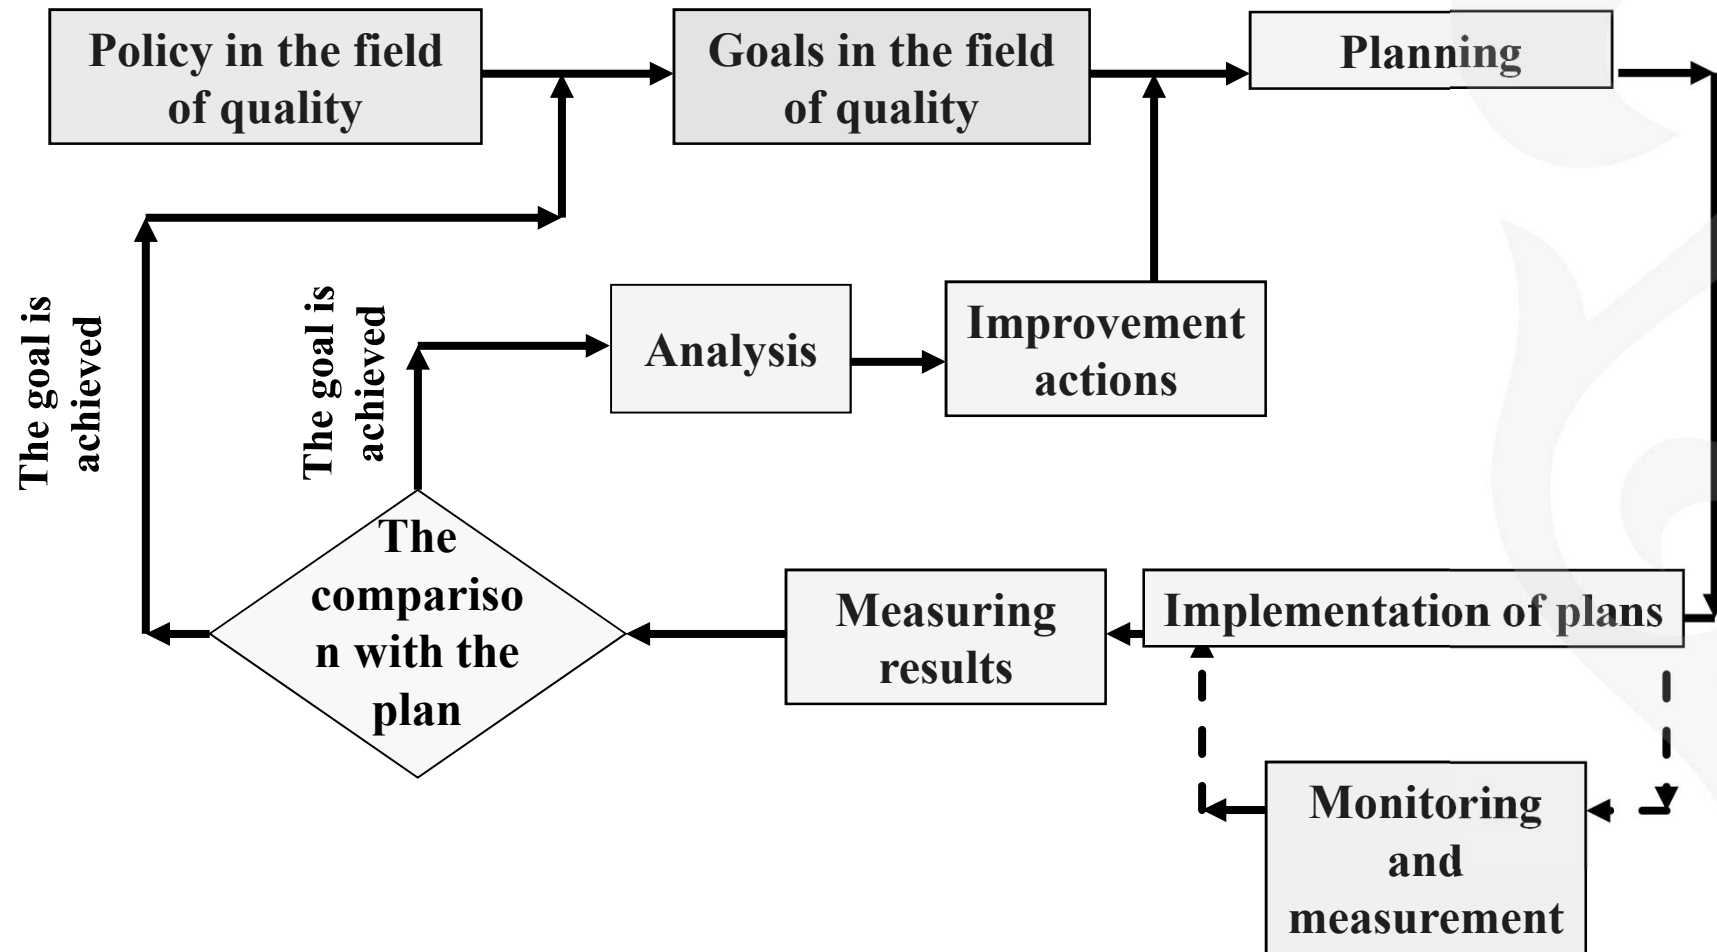 Policy in the field
of quality
Goals in the field
of quality
Planning
The goal is
achieved
The goal is
achieved
Analysis
Improvement
actions
The
compariso
n with the
plan
Measuring
results
Implementation of plans
Monitoring
and
measurement